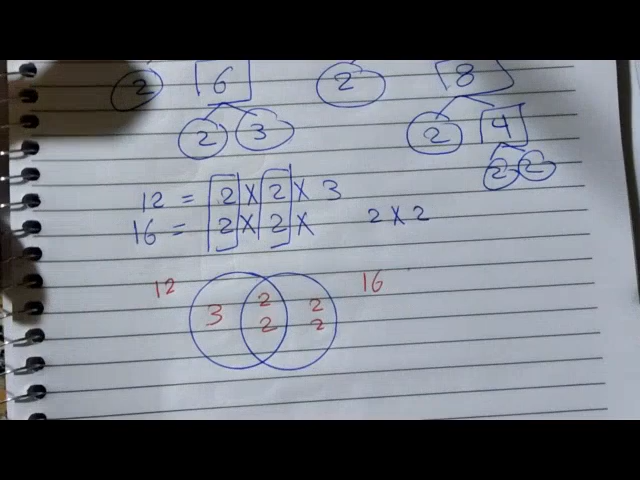 2 6 2 8
2 3 2 4
2 2
12 = 2 × 2 × 3
16 = 2 × 2 × 2 × 2
12 16
3 2 2
2 2